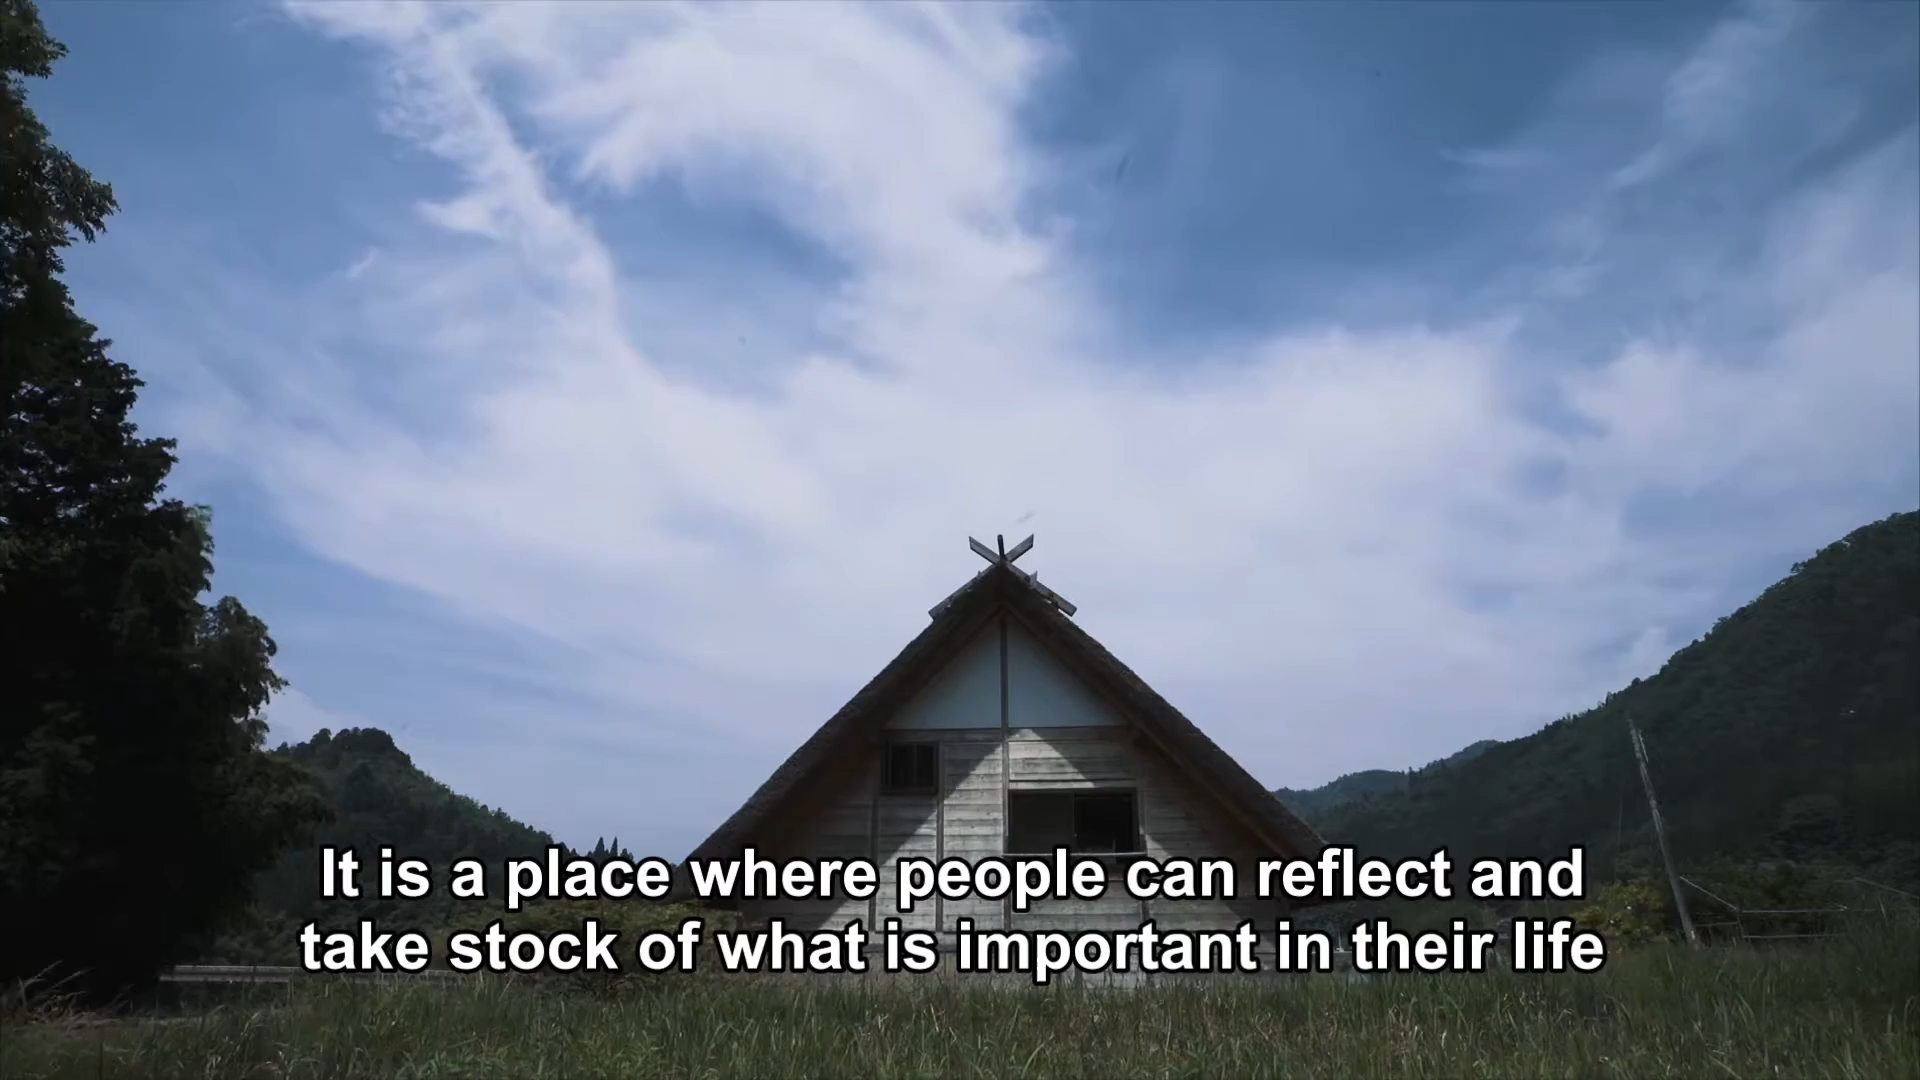 It is a place where people can reflect and
take stock of what is important in their life